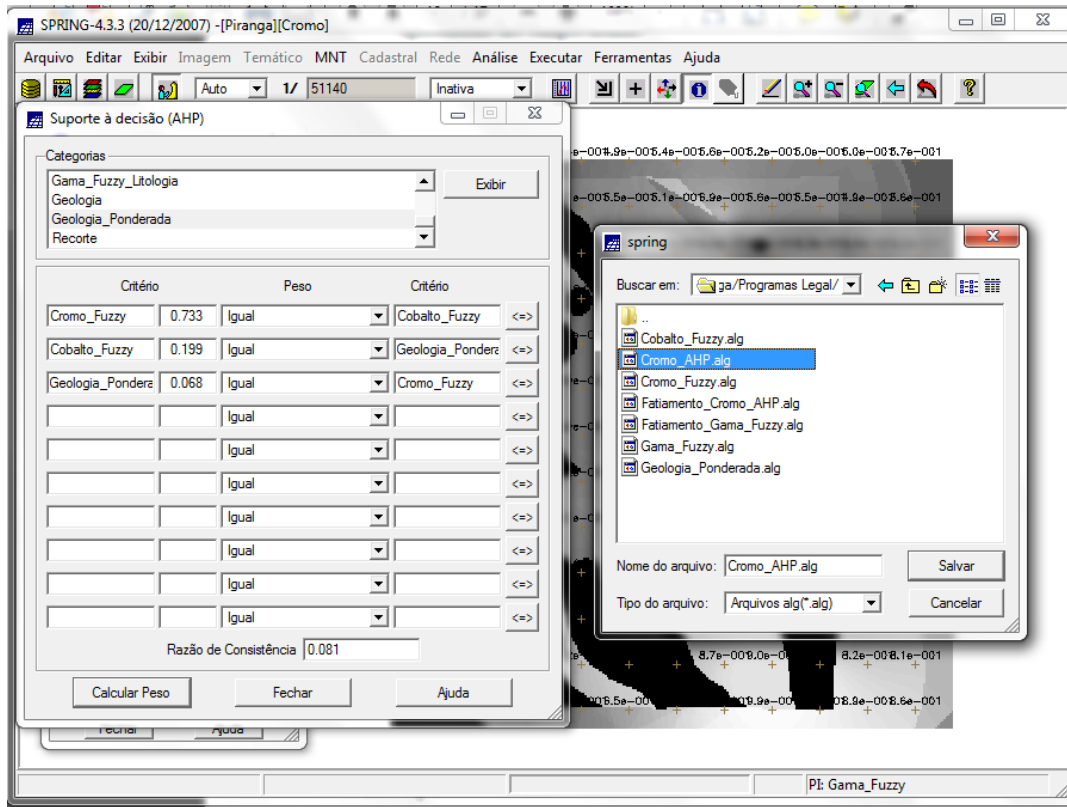 SPRING-4.3.3 (20/12/2007) -[Piranga][Cromo]
Arquivo Editar Exibir Imagem Temático MNT Cadastral Rede Análise Executar Ferramentas Ajuda
Auto 1/ 51140 Inativa
Suporte à decisão (AHP)
Categorias
Gama_Fuzzy_Litologia
Geologia
Geologia_Ponderada
Recorte
Exibir
Critério Peso Critério
Cromo_Fuzzy 0.733 Igual Cobalto_Fuzzy <=>
Cobalto_Fuzzy 0.199 Igual Geologia_Pondera <=>
Geologia_Pondera 0.068 Igual Cromo_Fuzzy <=>
Igual <=>
Igual <=>
Igual <=>
Igual <=>
Igual <=>
Igual <=>
Igual <=>
Razão de Consistência 0.081
Calcular Peso Fechar Ajuda
Fechar Ajuda
spring
Buscar em: ga/Programas Legal/
..
Cobalto_Fuzzy.alg
Cromo_AHP.alg
Cromo_Fuzzy.alg
Fatiamento_Cromo_AHP.alg
Fatiamento_Gama_Fuzzy.alg
Gama_Fuzzy.alg
Geologia_Ponderada.alg
Nome do arquivo: Cromo_AHP.alg Salvar
Tipo do arquivo: Arquivos alg(*.alg) Cancelar
PI: Gama_Fuzzy